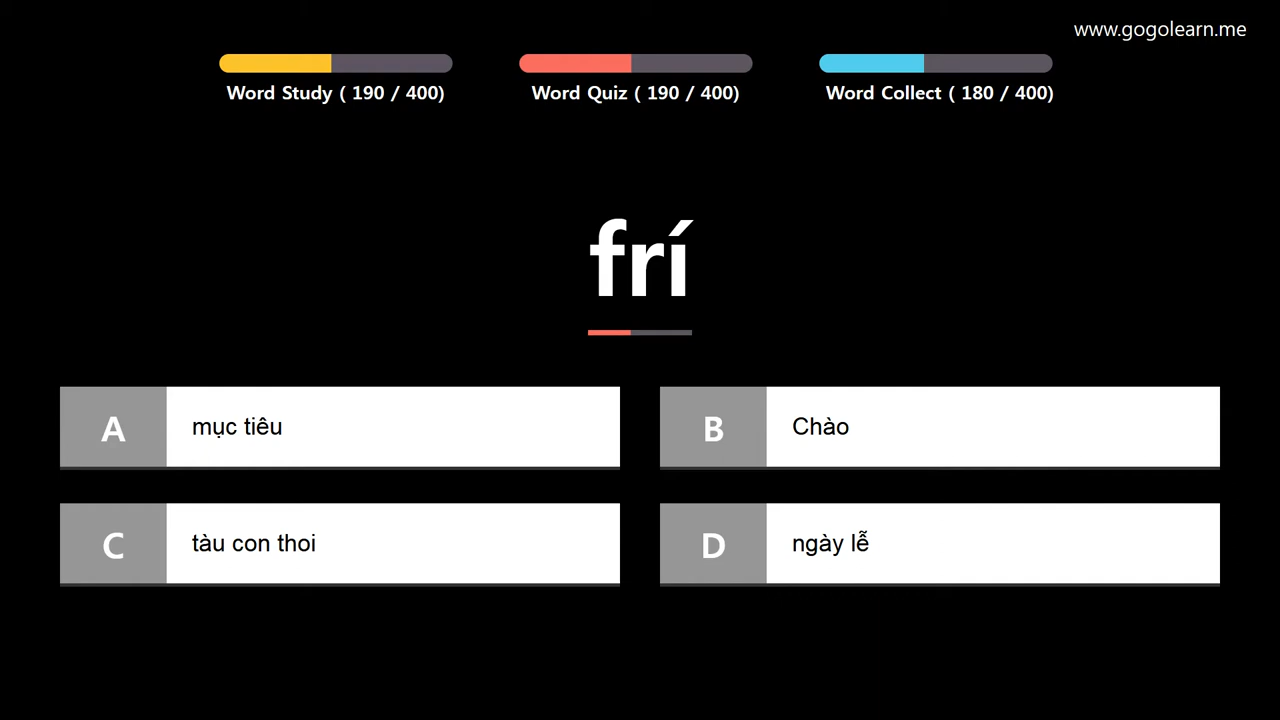 www.gogolearn.me
Word Study ( 190 / 400)
Word Quiz ( 190 / 400)
Word Collect ( 180 / 400)
frí
A mục tiêu
B Chào
C tàu con thoi
D ngày lễ